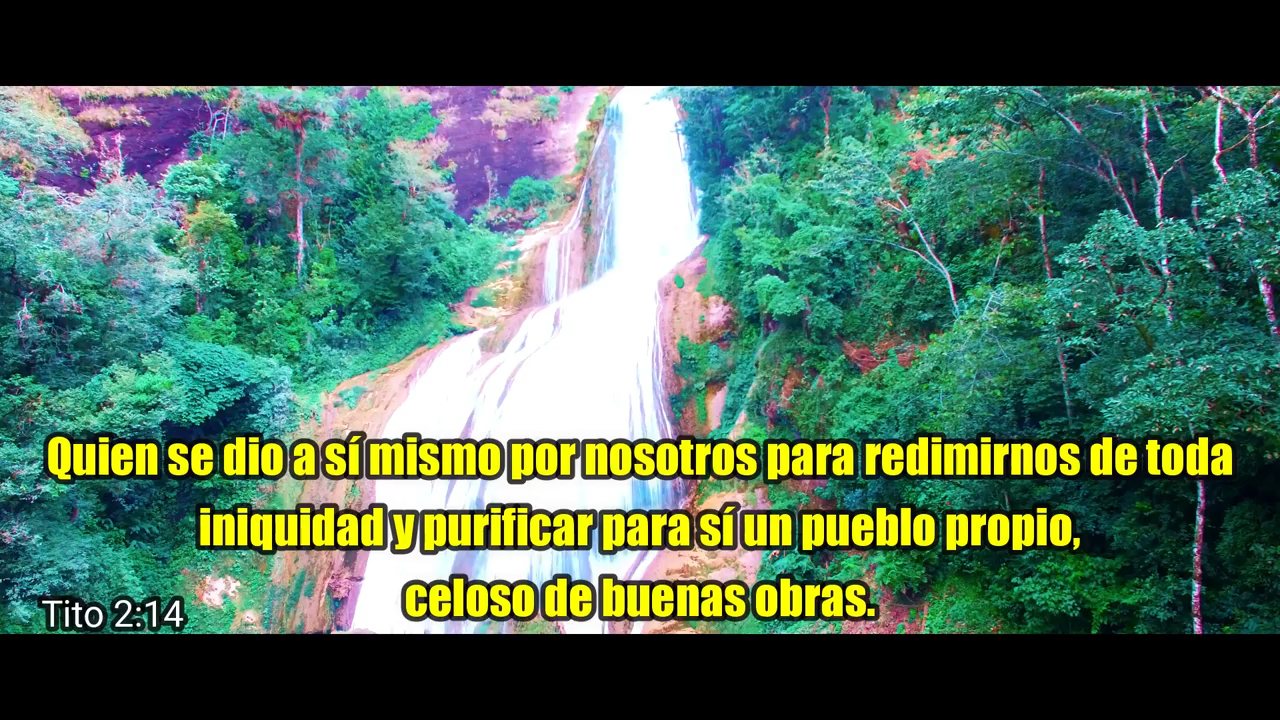 Quien se dio a sí mismo por nosotros para redimirnos de toda
iniquidad y purificar para sí un pueblo propio,
celoso de buenas obras.
Tito 2:14